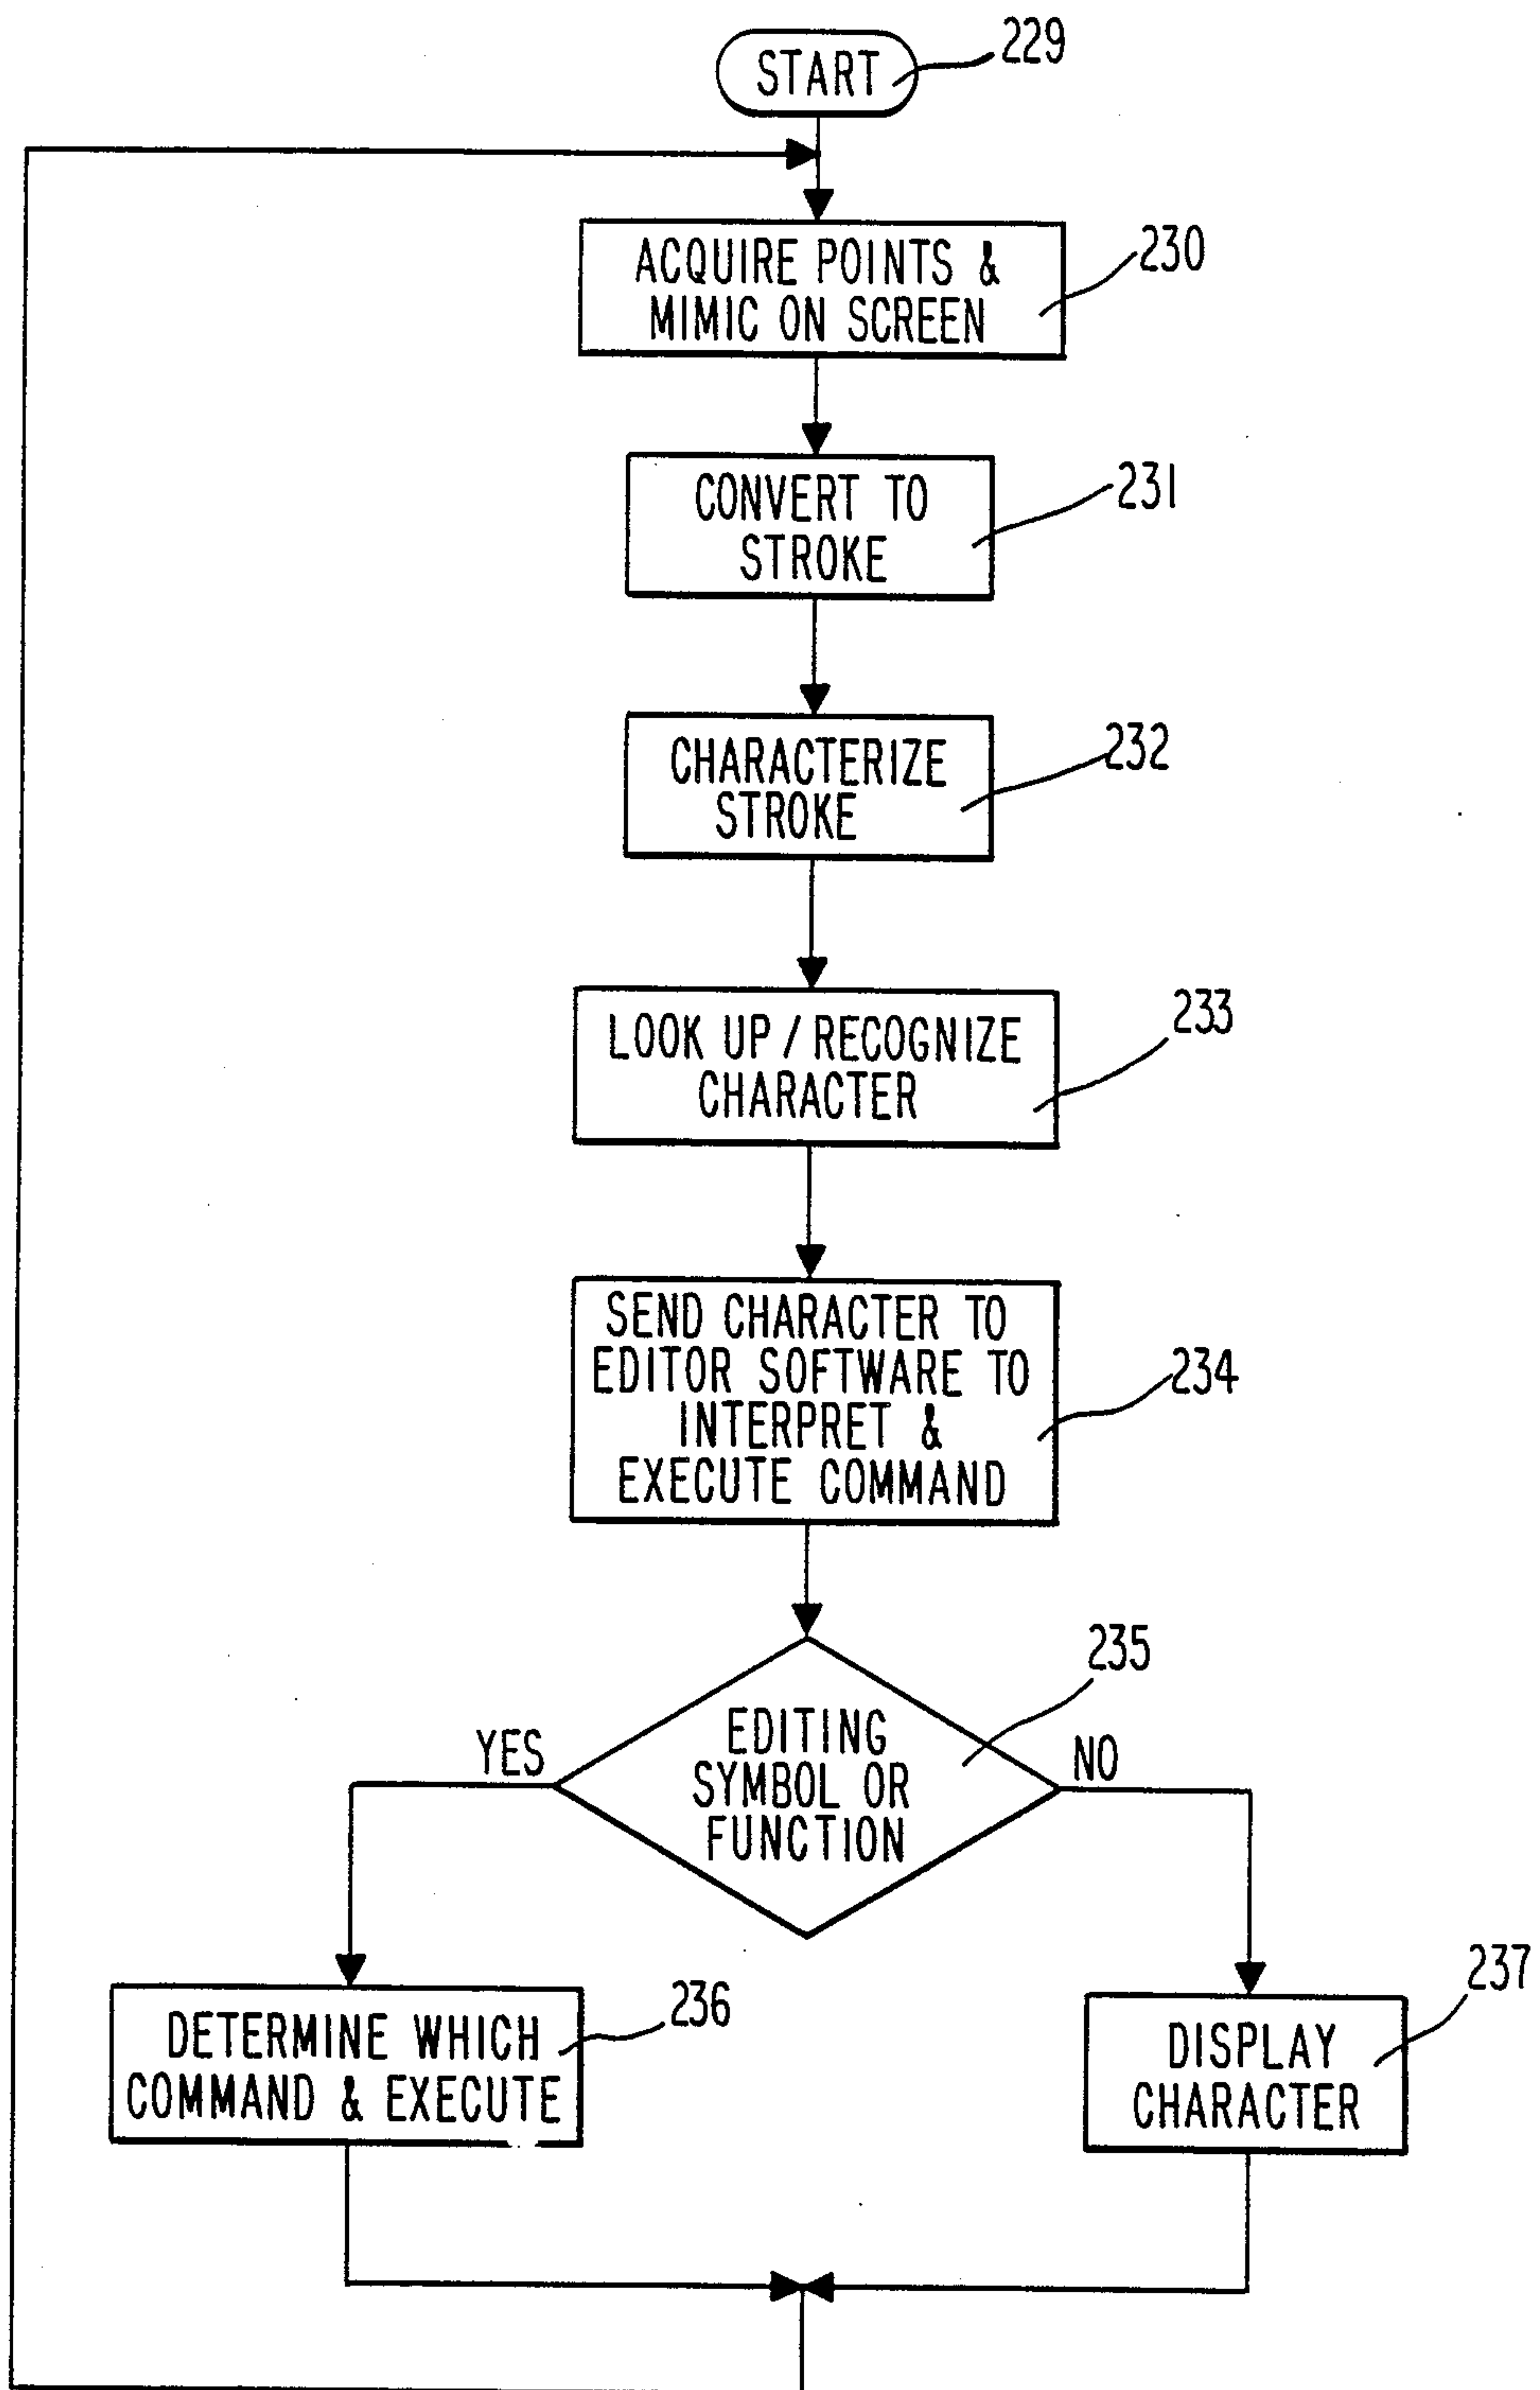 START
229
ACQUIRE POINTS &
MIMIC ON SCREEN
230
CONVERT TO
STROKE
231
CHARACTERIZE
STROKE
232
LOOK UP / RECOGNIZE
CHARACTER
233
SEND CHARACTER TO
EDITOR SOFTWARE TO
INTERPRET &
EXECUTE COMMAND
234
235
YES
EDITING
SYMBOL OR
FUNCTION
NO
DETERMINE WHICH
COMMAND & EXECUTE
236
DISPLAY
CHARACTER
237